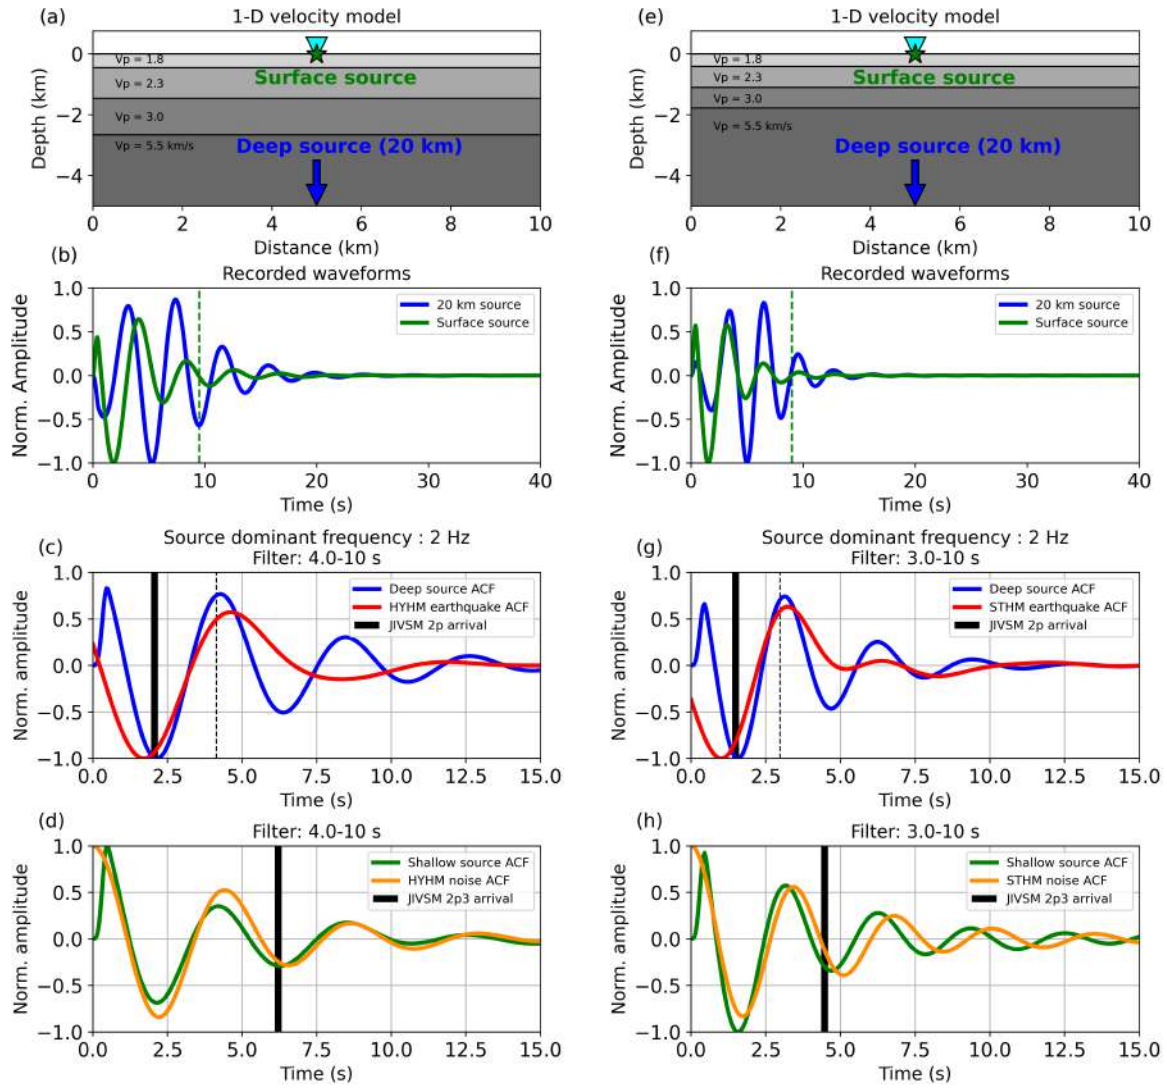 (a)
1-D velocity model
0
−2
−4
Depth (km)
Vp = 1.8
Vp = 2.3
Vp = 3.0
Vp = 5.5 km/s
Surface source
Deep source (20 km)
0 2 4 6 8 10
Distance (km)
(e)
1-D velocity model
0
−2
−4
Depth (km)
Vp = 1.8
Vp = 2.3
Vp = 3.0
Vp = 5.5 km/s
Surface source
Deep source (20 km)
0 2 4 6 8 10
Distance (km)
(b)
Recorded waveforms
1.0
0.5
0.0
−0.5
−1.0
Norm. Amplitude
20 km source
Surface source
0 10 20 30 40
Time (s)
(f)
Recorded waveforms
1.0
0.5
0.0
−0.5
−1.0
Norm. Amplitude
20 km source
Surface source
0 10 20 30 40
Time (s)
(c)
Source dominant frequency : 2 Hz
Filter: 4.0-10 s
1.0
0.5
0.0
−0.5
−1.0
Norm. amplitude
Deep source ACF
HYHM earthquake ACF
JIVSM 2p arrival
0.0 2.5 5.0 7.5 10.0 12.5 15.0
Time (s)
(g)
Source dominant frequency : 2 Hz
Filter: 3.0-10 s
1.0
0.5
0.0
−0.5
−1.0
Norm. amplitude
Deep source ACF
STHM earthquake ACF
JIVSM 2p arrival
0.0 2.5 5.0 7.5 10.0 12.5 15.0
Time (s)
(d)
Filter: 4.0-10 s
1.0
0.5
0.0
−0.5
−1.0
Norm. amplitude
Shallow source ACF
HYHM noise ACF
JIVSM 2p3 arrival
0.0 2.5 5.0 7.5 10.0 12.5 15.0
Time (s)
(h)
Filter: 3.0-10 s
1.0
0.5
0.0
−0.5
−1.0
Norm. amplitude
Shallow source ACF
STHM noise ACF
JIVSM 2p3 arrival
0.0 2.5 5.0 7.5 10.0 12.5 15.0
Time (s)